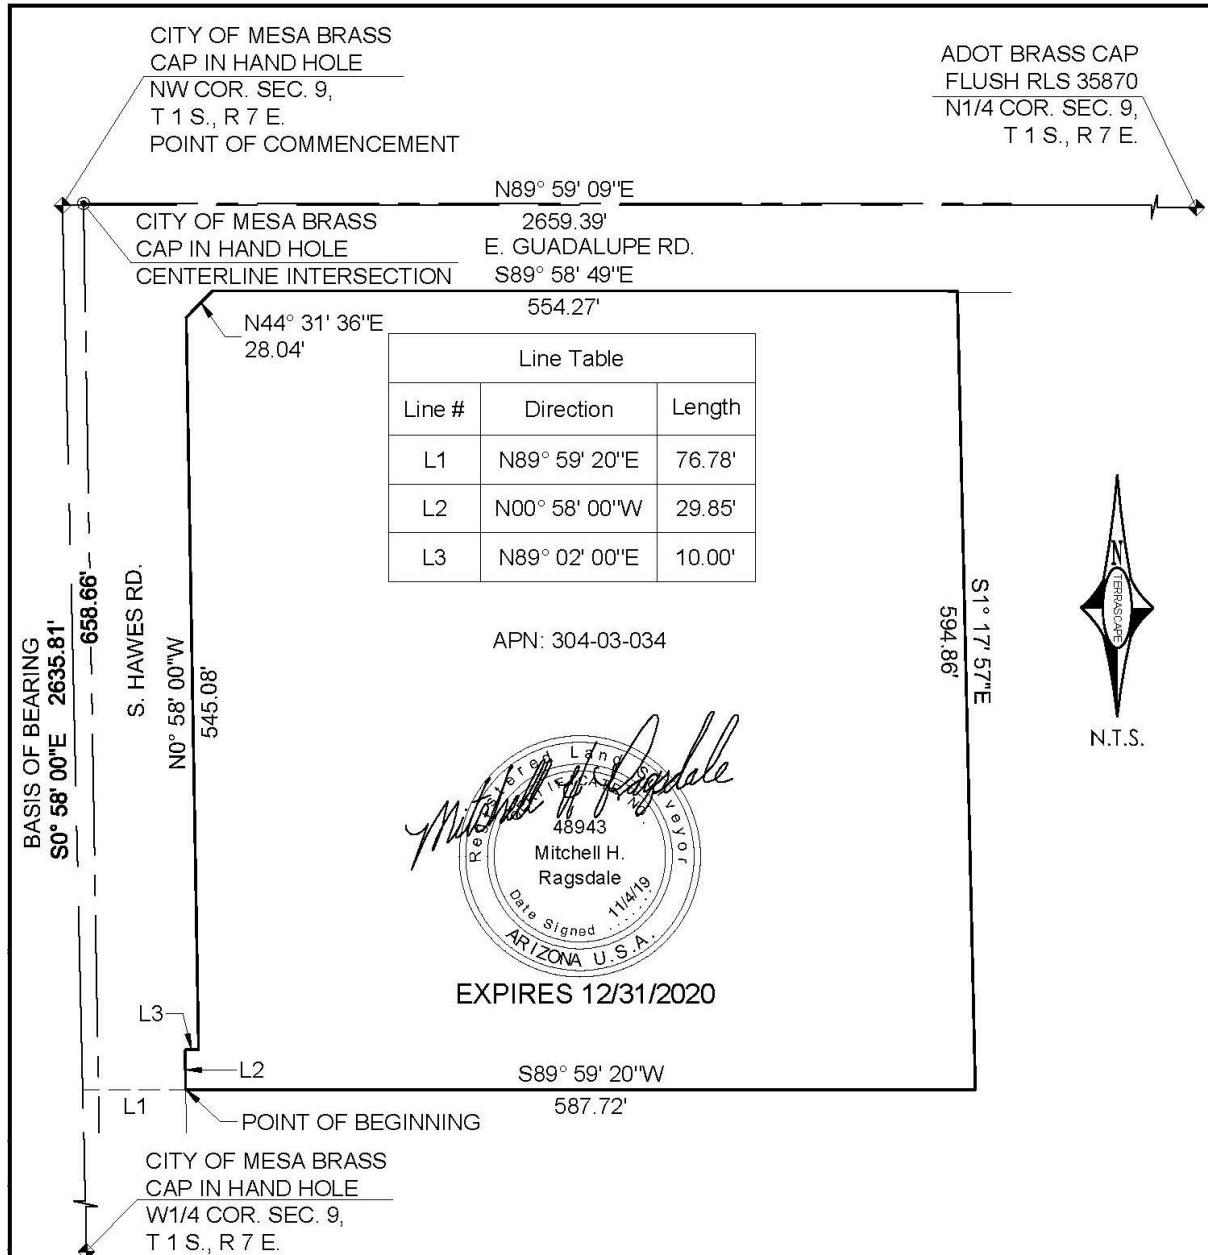 CITY OF MESA BRASS
CAP IN HAND HOLE
NW COR. SEC. 9,
T 1 S., R 7 E.
POINT OF COMMENCEMENT
ADOT BRASS CAP
FLUSH RLS 35870
N1/4 COR. SEC. 9,
T 1 S., R 7 E.
N89° 59' 09"E
2659.39'
E. GUADALUPE RD.
CITY OF MESA BRASS
CAP IN HAND HOLE
CENTERLINE INTERSECTION
S89° 58' 49"E
554.27'
N44° 31' 36"E
28.04'
Line Table
Line # Direction Length
L1 N89° 59' 20"E 76.78'
L2 N00° 58' 00"W 29.85'
L3 N89° 02' 00"E 10.00'
BASIS OF BEARING
S0° 58' 00"E 2635.81'
658.66'
S. HAWES RD.
N0° 58' 00"W
545.08'
APN: 304-03-034
S1° 17' 57"E
594.86'
N
TERRASCAPE
N.T.S.
Registered Land Surveyor
CERTIFICATE NO.
48943
Mitchell H.
Ragsdale
Mitchell H Ragsdale
Date Signed 11/4/19
ARIZONA U.S.A.
EXPIRES 12/31/2020
L3
L2
S89° 59' 20"W
587.72'
L1
POINT OF BEGINNING
CITY OF MESA BRASS
CAP IN HAND HOLE
W1/4 COR. SEC. 9,
T 1 S., R 7 E.